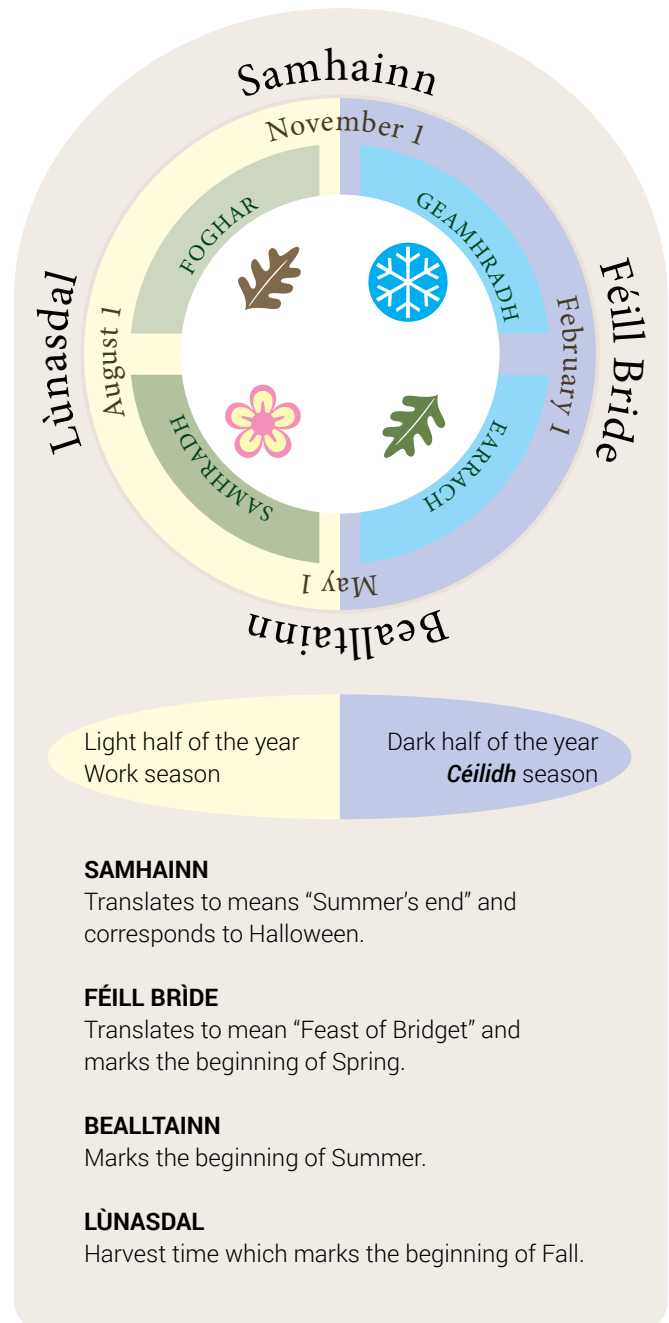 Samhainn
November 1
FOGHAR
GEAMHRADH
Lùnasdal
August 1
February 1
Féill Bride
SAMHRADH
EARRACH
May 1
Bealltainn
Light half of the year
Work season
Dark half of the year
Céilidh season
SAMHAINN
Translates to means “Summer’s end” and
corresponds to Halloween.
FÉILL BRÌDE
Translates to mean “Feast of Bridget” and
marks the beginning of Spring.
BEALLTAINN
Marks the beginning of Summer.
LÙNASDAL
Harvest time which marks the beginning of Fall.